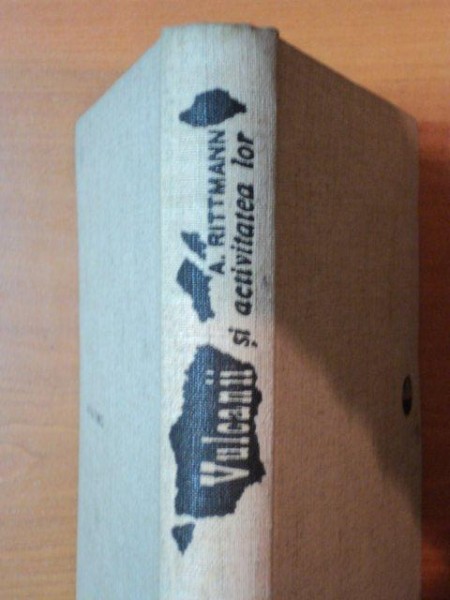 A. RITTMANN
Vulcanii
și activitatea lor